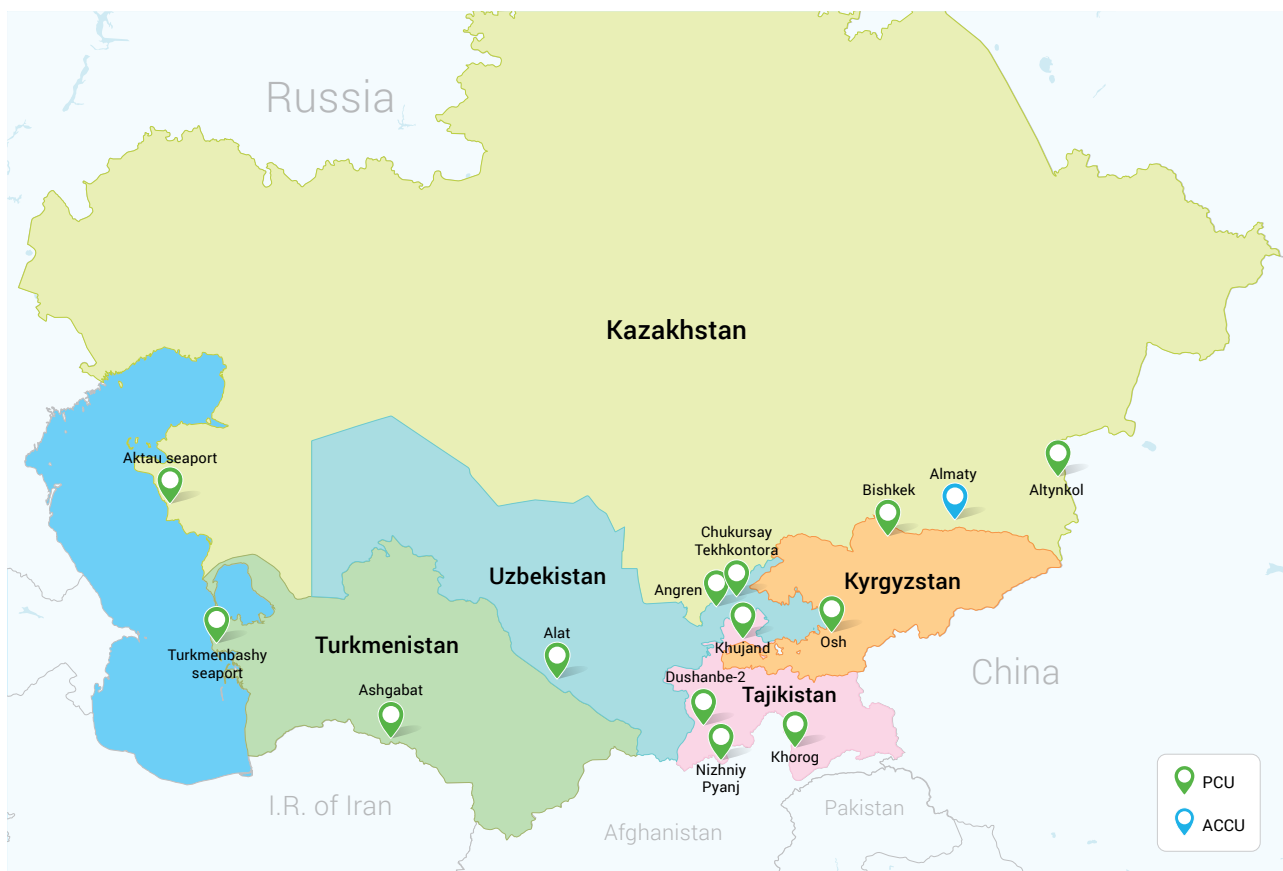 Russia
Kazakhstan
Aktau seaport
Almaty
Altynkol
Bishkek
Chukursay
Tekhkontora
Uzbekistan
Angren
Kyrgyzstan
Turkmenistan
Alat
Khujand
Osh
Turkmenbashy
seaport
Ashgabat
Dushanbe-2
Tajikistan
China
Khorog
Nizhniy
Pyanj
I.R. of Iran
Afghanistan
Pakistan
PCU
ACCU